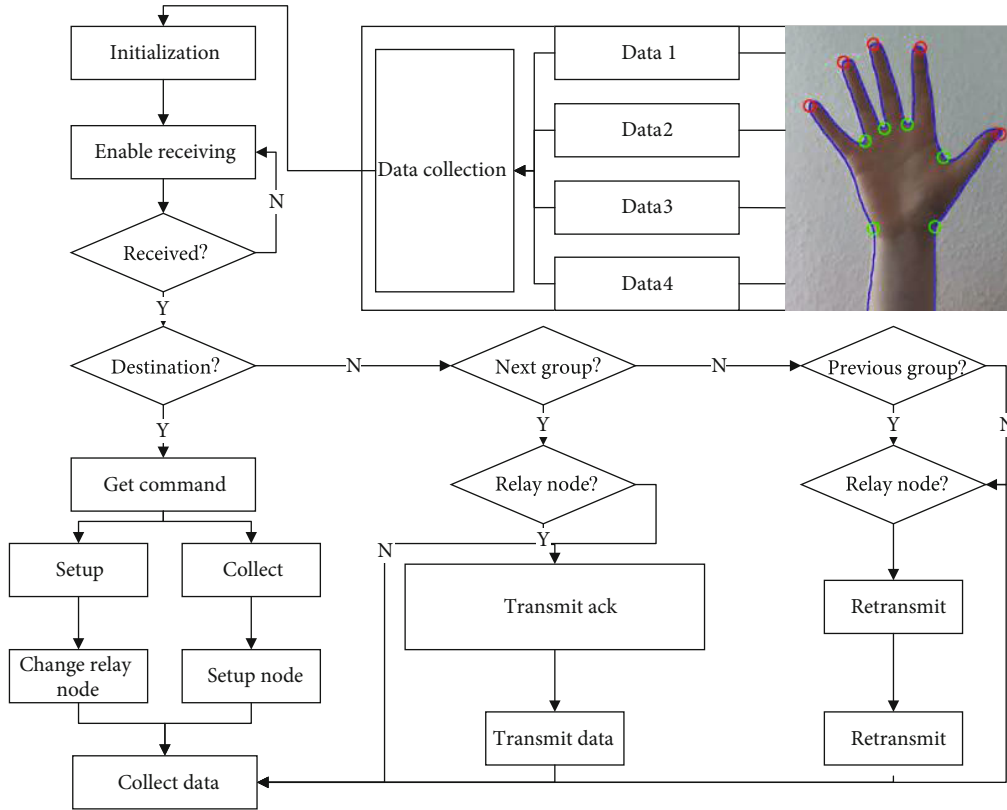 Initialization
Data 1
Data2
Enable receiving
Data collection
N
Data3
Received?
Data4
Y
Destination?
N
Next group?
N
Previous group?
Y
Y
Y
N
Get command
Relay node?
Relay node?
Y
N
Setup
Collect
Transmit ack
Retransmit
Change relay
node
Setup node
Transmit data
Retransmit
Collect data